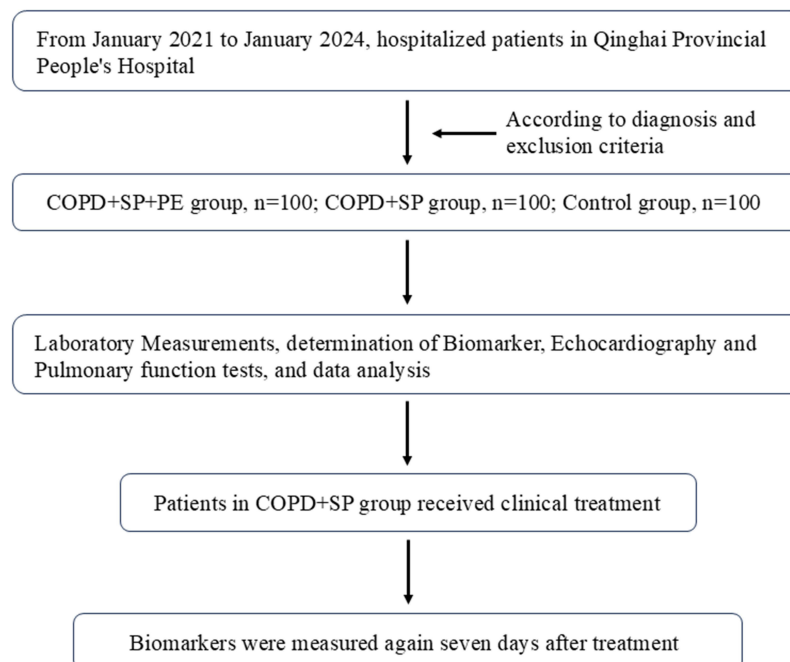 From January 2021 to January 2024, hospitalized patients in Qinghai Provincial
People's Hospital
According to diagnosis and
exclusion criteria
COPD+SP+PE group, n=100; COPD+SP group, n=100; Control group, n=100
Laboratory Measurements, determination of Biomarker, Echocardiography and
Pulmonary function tests, and data analysis
Patients in COPD+SP group received clinical treatment
Biomarkers were measured again seven days after treatment